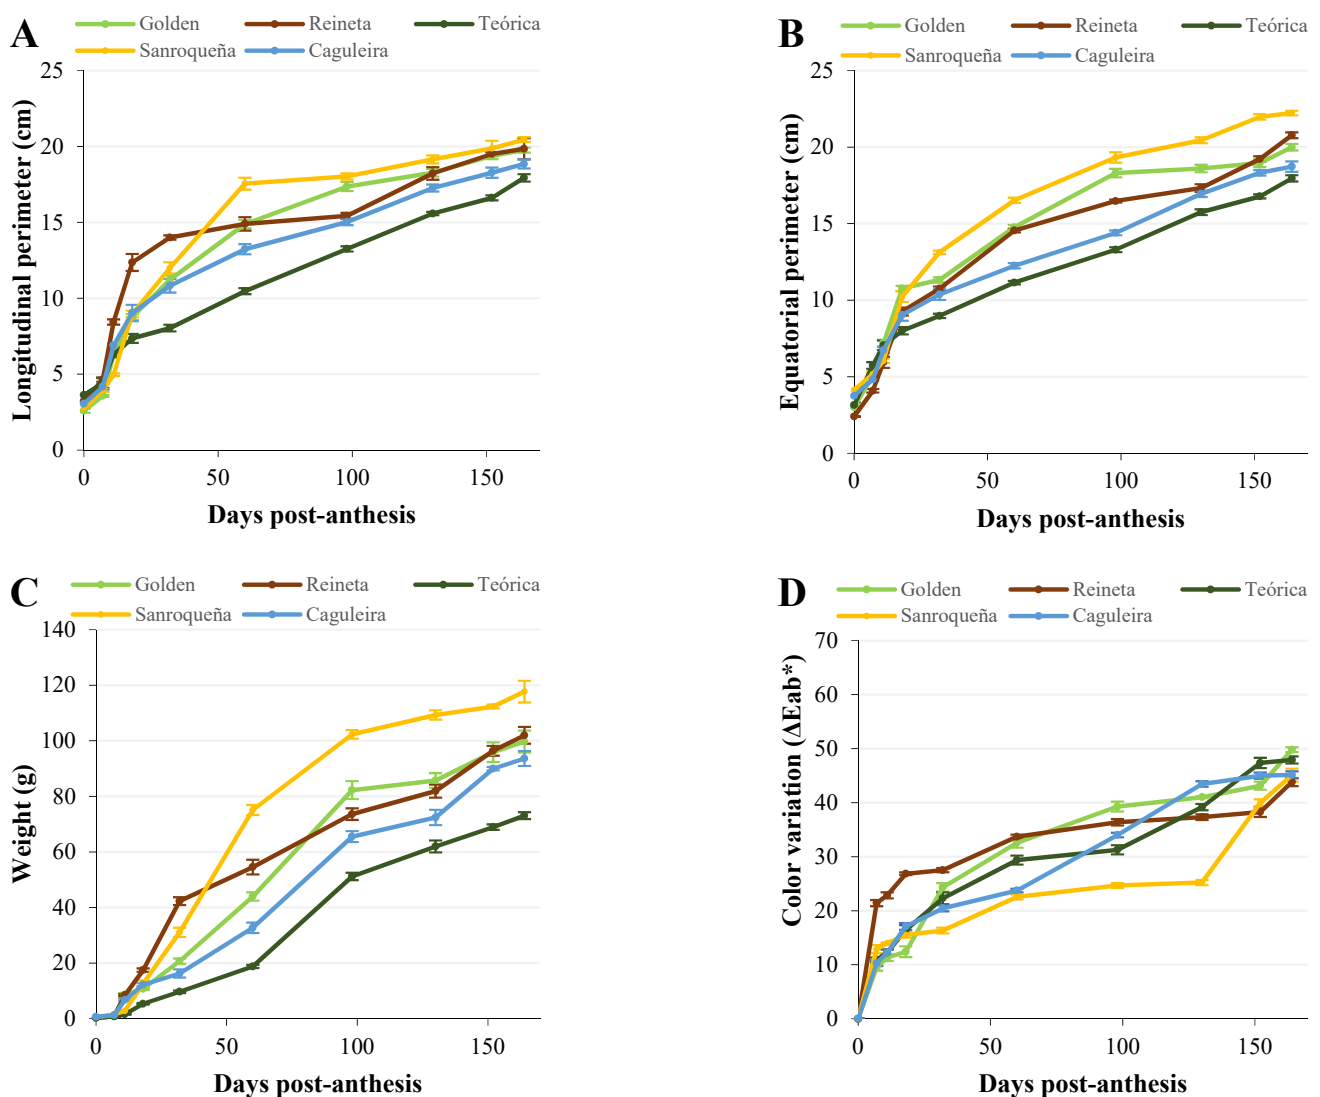 A
Golden Reineta Teórica
Sanroqueña Caguleira
25
20
15
10
5
0
Longitudinal perimeter (cm)
0 50 100 150
Days post-anthesis
B
Golden Reineta Teórica
Sanroqueña Caguleira
25
20
15
10
5
0
Equatorial perimeter (cm)
0 50 100 150
Days post-anthesis
C
Golden Reineta Teórica
Sanroqueña Caguleira
140
120
100
80
60
40
20
0
Weight (g)
0 50 100 150
Days post-anthesis
D
Golden Reineta Teórica
Sanroqueña Caguleira
70
60
50
40
30
20
10
0
Color variation (ΔEab*)
0 50 100 150
Days post-anthesis